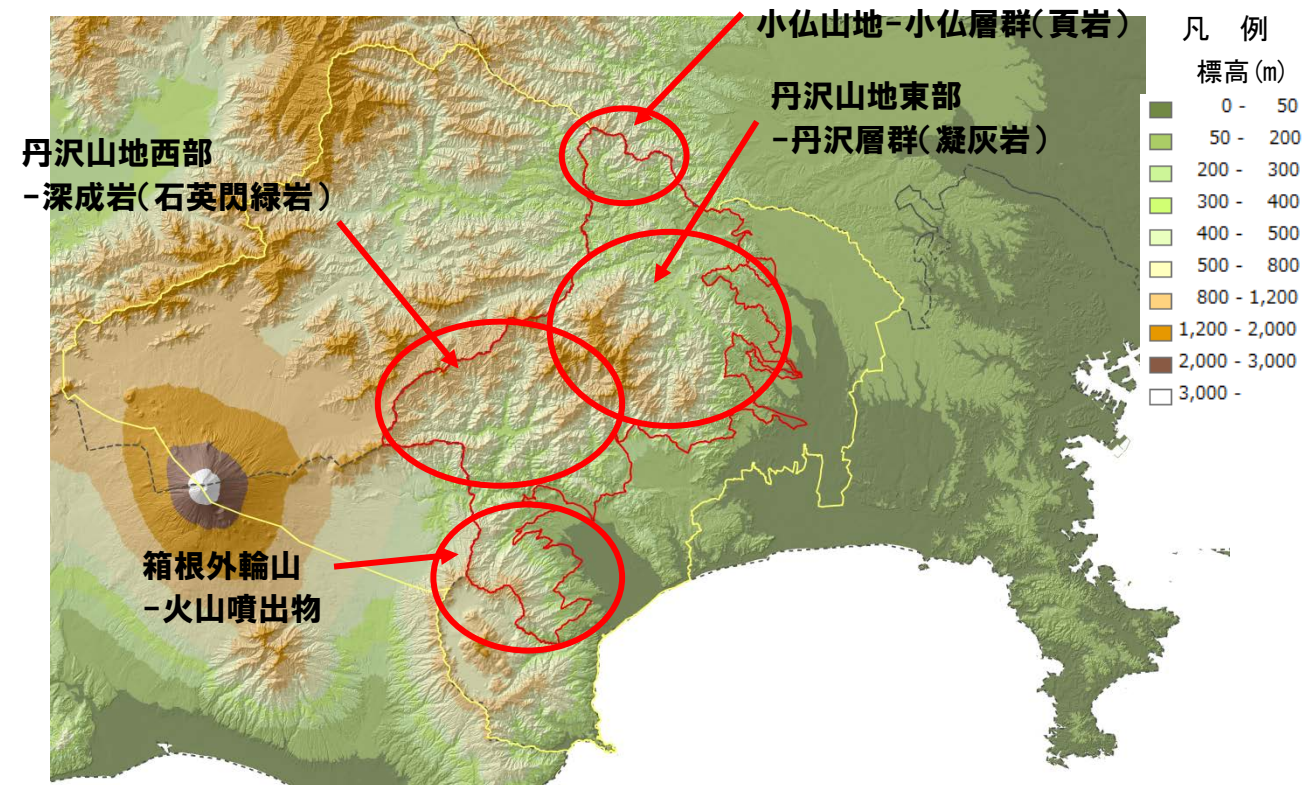 小仏山地-小仏層群(頁岩)
丹沢山地東部
-丹沢層群(凝灰岩)
丹沢山地西部
-深成岩(石英閃緑岩)
箱根外輪山
-火山噴出物
凡 例
標高(m)
0 - 50
50 - 200
200 - 300
300 - 400
400 - 500
500 - 800
800 - 1,200
1,200 - 2,000
2,000 - 3,000
3,000 -